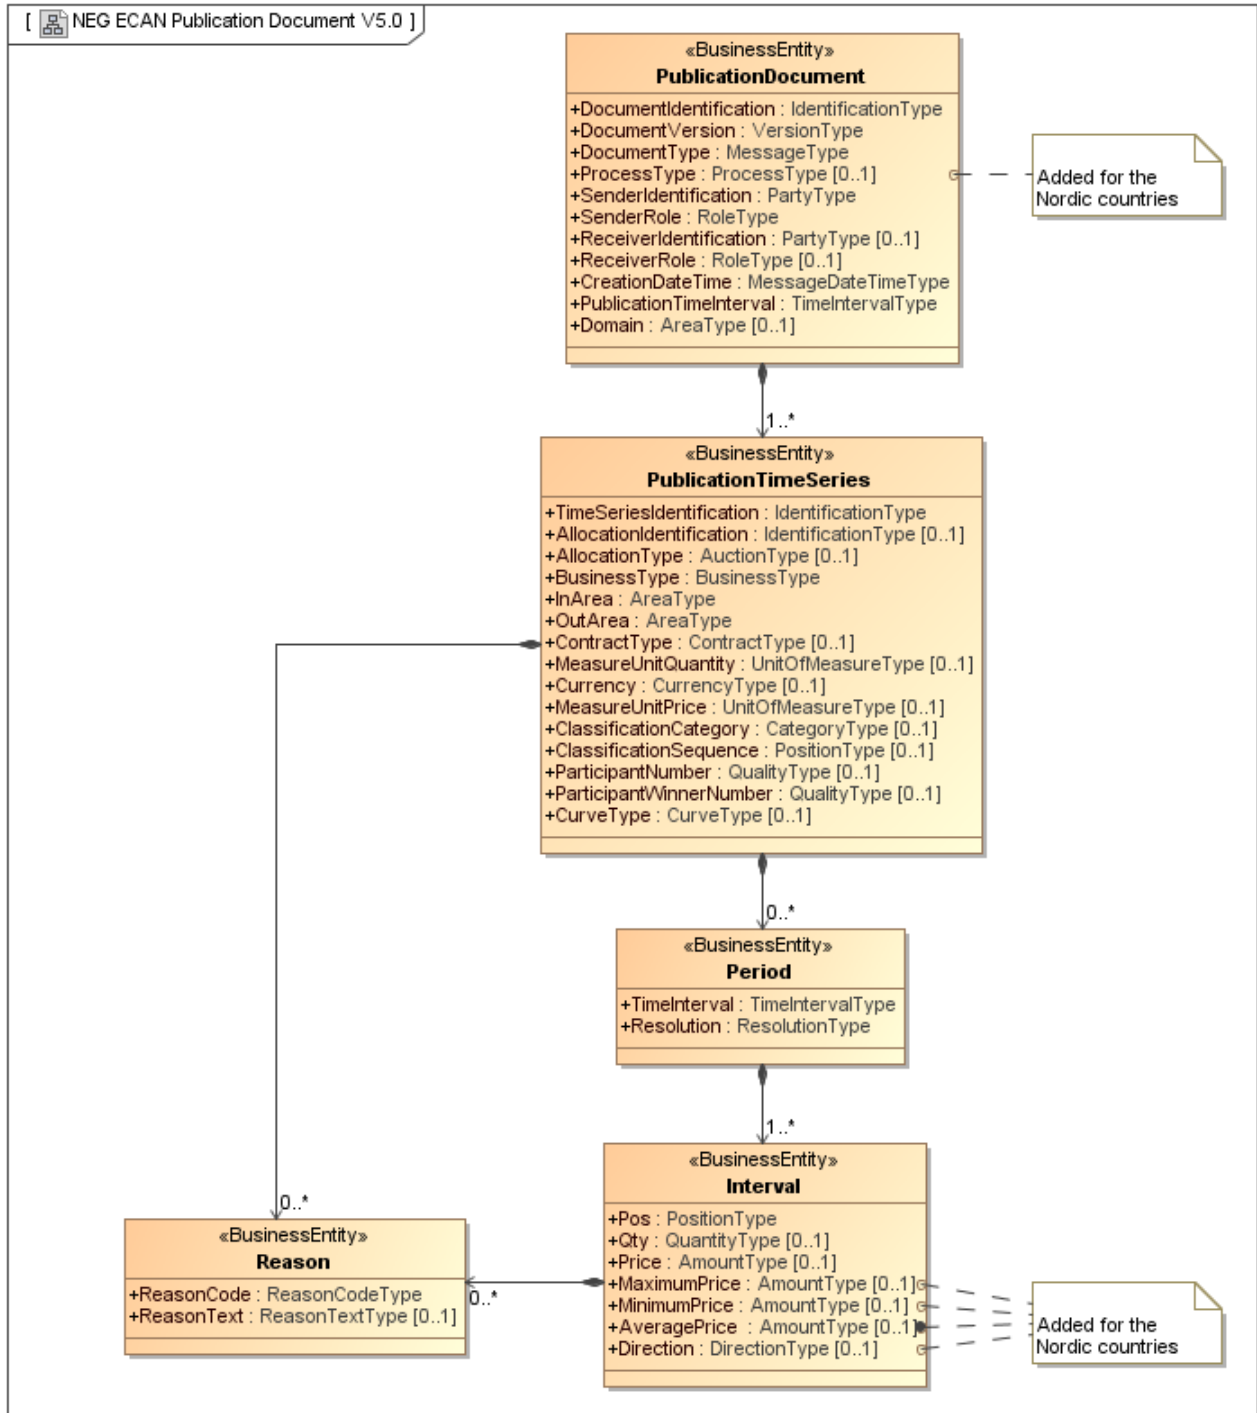 [ NEG ECAN Publication Document V5.0 ]
«BusinessEntity»
PublicationDocument
+DocumentIdentification : IdentificationType
+DocumentVersion : VersionType
+DocumentType : MessageType
+ProcessType : ProcessType [0..1]
+SenderIdentification : PartyType
+SenderRole : RoleType
+ReceiverIdentification : PartyType [0..1]
+ReceiverRole : RoleType [0..1]
+CreationDateTime : MessageDateTimeType
+PublicationTimeInterval : TimeIntervalType
+Domain : AreaType [0..1]
Added for the
Nordic countries
1..*
«BusinessEntity»
PublicationTimeSeries
+TimeSeriesIdentification : IdentificationType
+AllocationIdentification : IdentificationType [0..1]
+AllocationType : AuctionType [0..1]
+BusinessType : BusinessType
+InArea : AreaType
+OutArea : AreaType
+ContractType : ContractType [0..1]
+MeasureUnitQuantity : UnitOfMeasureType [0..1]
+Currency : CurrencyType [0..1]
+MeasureUnitPrice : UnitOfMeasureType [0..1]
+ClassificationCategory : CategoryType [0..1]
+ClassificationSequence : PositionType [0..1]
+ParticipantNumber : QualityType [0..1]
+ParticipantWinnerNumber : QualityType [0..1]
+CurveType : CurveType [0..1]
0..*
«BusinessEntity»
Period
+TimeInterval : TimeIntervalType
+Resolution : ResolutionType
1..*
«BusinessEntity»
Interval
+Pos : PositionType
+Qty : QuantityType [0..1]
+Price : AmountType [0..1]
+MaximumPrice : AmountType [0..1]
+MinimumPrice : AmountType [0..1]
+AveragePrice : AmountType [0..1]
+Direction : DirectionType [0..1]
0..*
«BusinessEntity»
Reason
+ReasonCode : ReasonCodeType
+ReasonText : ReasonTextType [0..1]
0..*
Added for the
Nordic countries